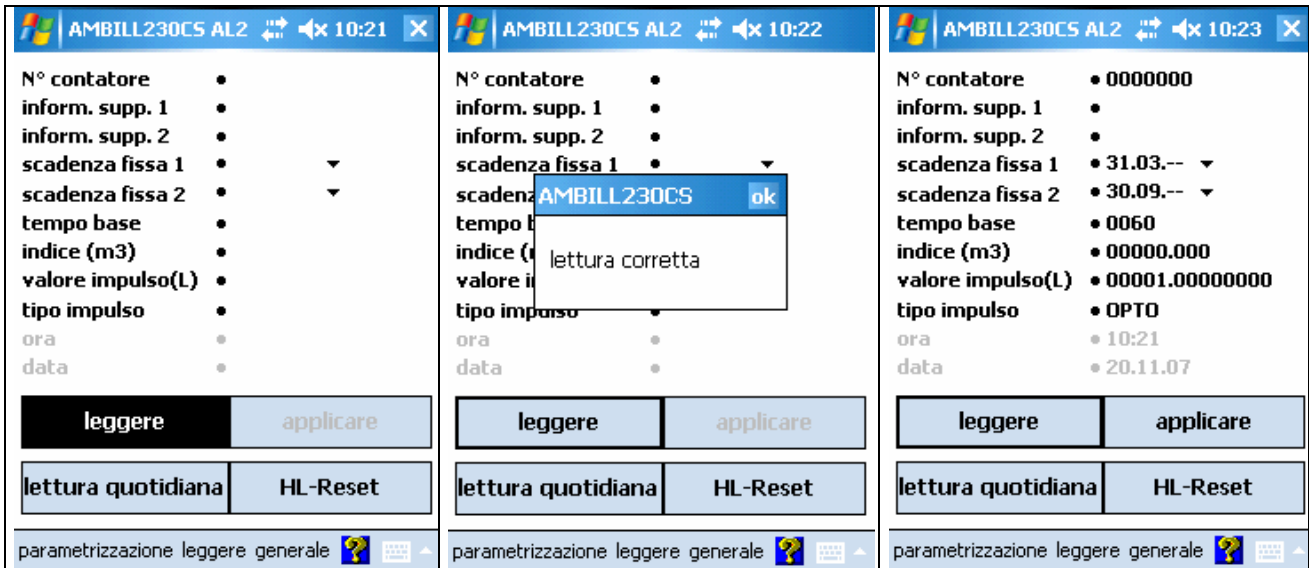 AMBILL230CS AL2 10:21
N° contatore
inform. supp. 1
inform. supp. 2
scadenza fissa 1
scadenza fissa 2
tempo base
indice (m3)
valore impulso(L)
tipo impulso
ora
data
leggere applicare
lettura quotidiana HL-Reset
parametrizzazione leggere generale ?
AMBILL230CS AL2 10:22
N° contatore
inform. supp. 1
inform. supp. 2
scadenza fissa 1
scadenz
AMBILL230CS ok
tempo b
indice (
lettura corretta
valore i
tipo impulso
ora
data
leggere applicare
lettura quotidiana HL-Reset
parametrizzazione leggere generale ?
AMBILL230CS AL2 10:23
N° contatore 0000000
inform. supp. 1
inform. supp. 2
scadenza fissa 1 31.03.--
scadenza fissa 2 30.09.--
tempo base 0060
indice (m3) 00000.000
valore impulso(L) 00001.00000000
tipo impulso OPTO
ora 10:21
data 20.11.07
leggere applicare
lettura quotidiana HL-Reset
parametrizzazione leggere generale ?